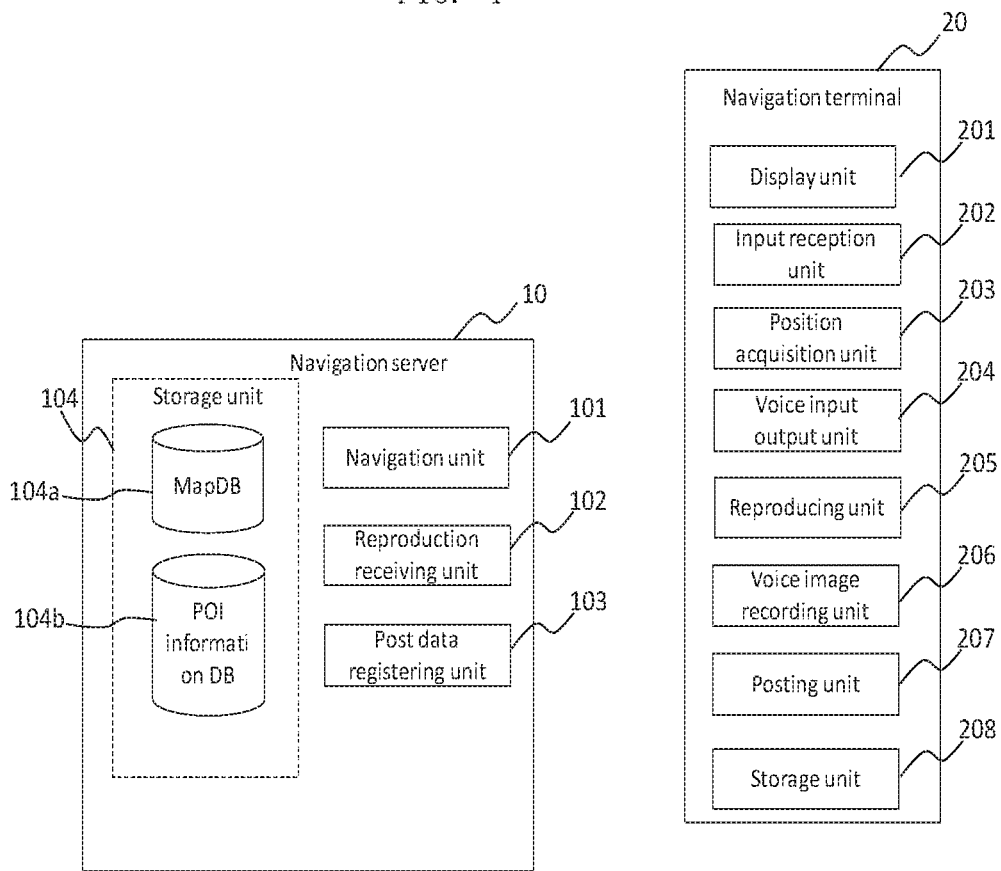 20
Navigation terminal
201
Display unit
202
Input reception
unit
203
Position
acquisition unit
204
Voice input
output unit
205
Reproducing unit
206
Voice image
recording unit
207
Posting unit
208
Storage unit
10
Navigation server
104
Storage unit
104a
MapDB
104b
POI
informati
on DB
101
Navigation unit
102
Reproduction
receiving unit
103
Post data
registering unit